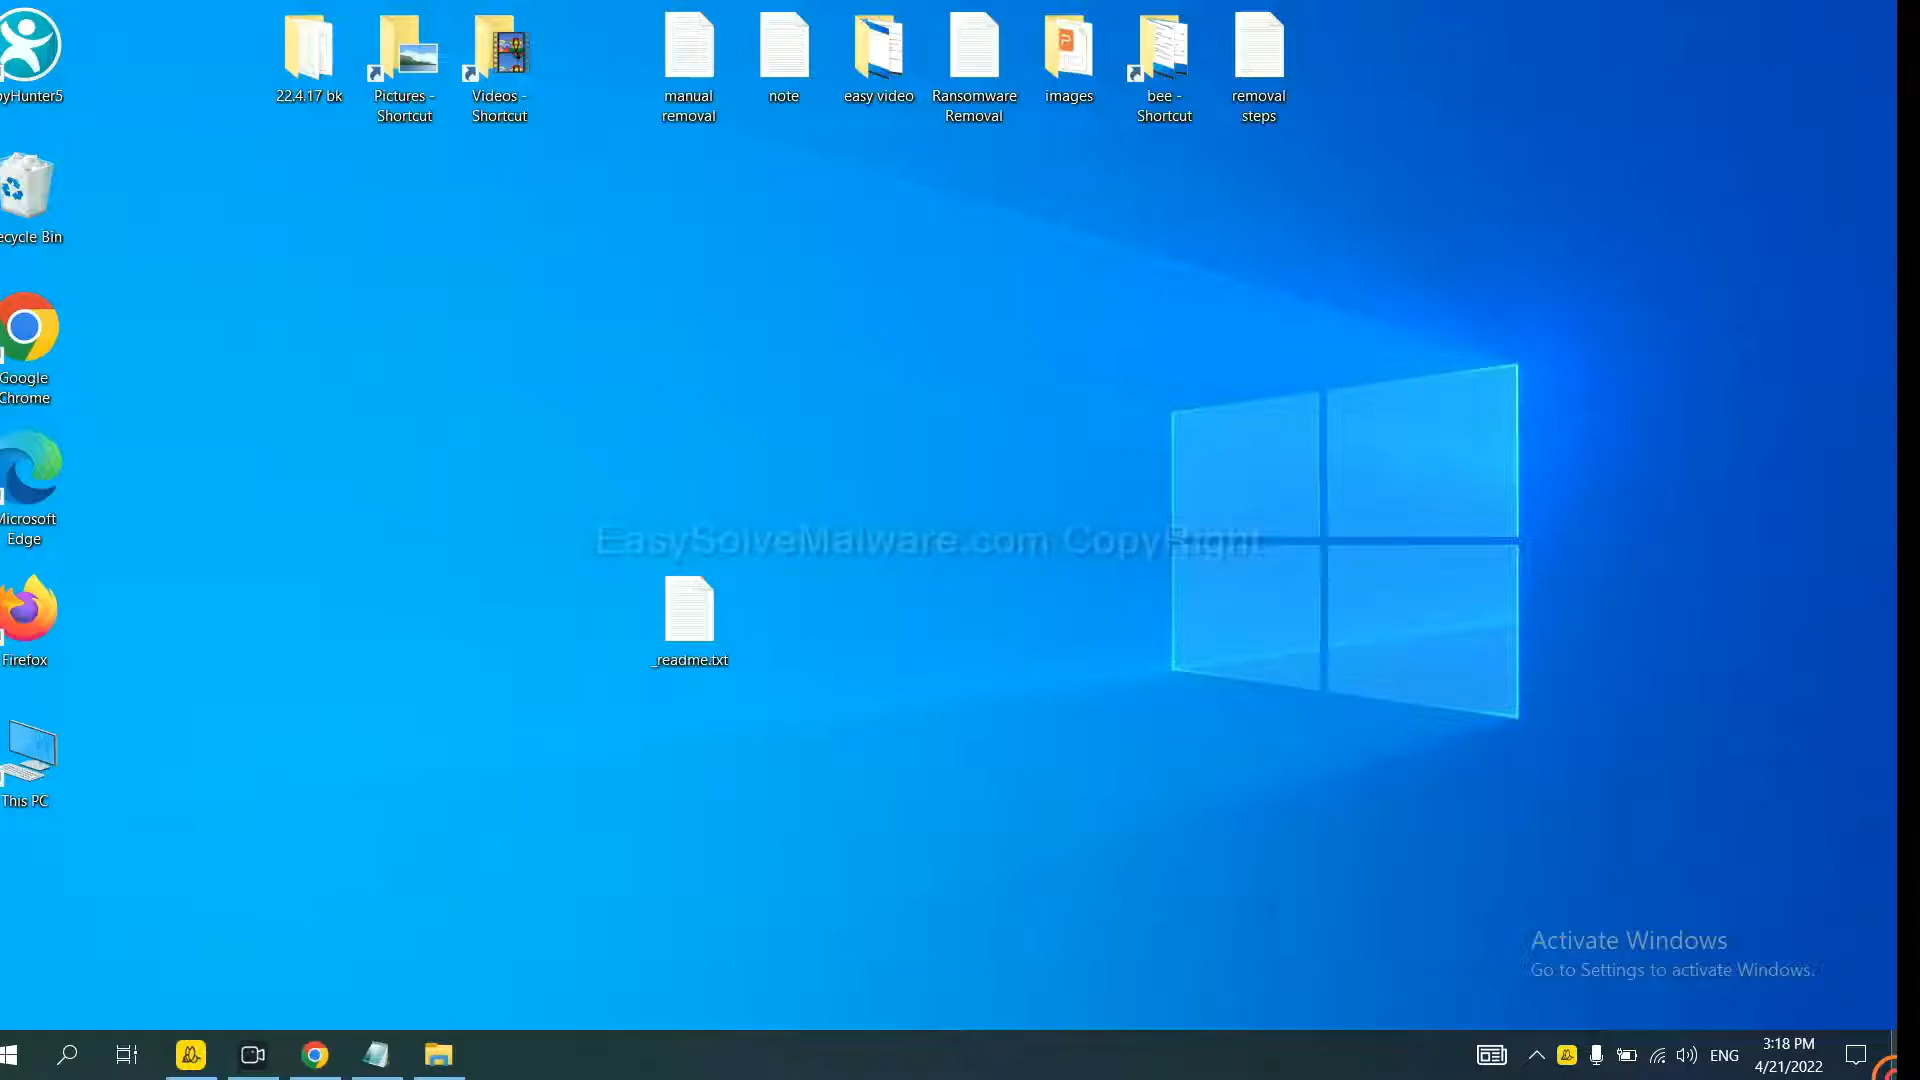 22.4.17 bk
Pictures -
Shortcut
Videos -
Shortcut
manual
removal
note
easy video
Ransomware
Removal
images
bee -
Shortcut
removal
steps
pyHunter5
ecycle Bin
Google
Chrome
Microsoft
Edge
Firefox
This PC
EasySolveMalware.com CopyRight
_readme.txt
Activate Windows
Go to Settings to activate Windows.
ENG
3:18 PM
4/21/2022